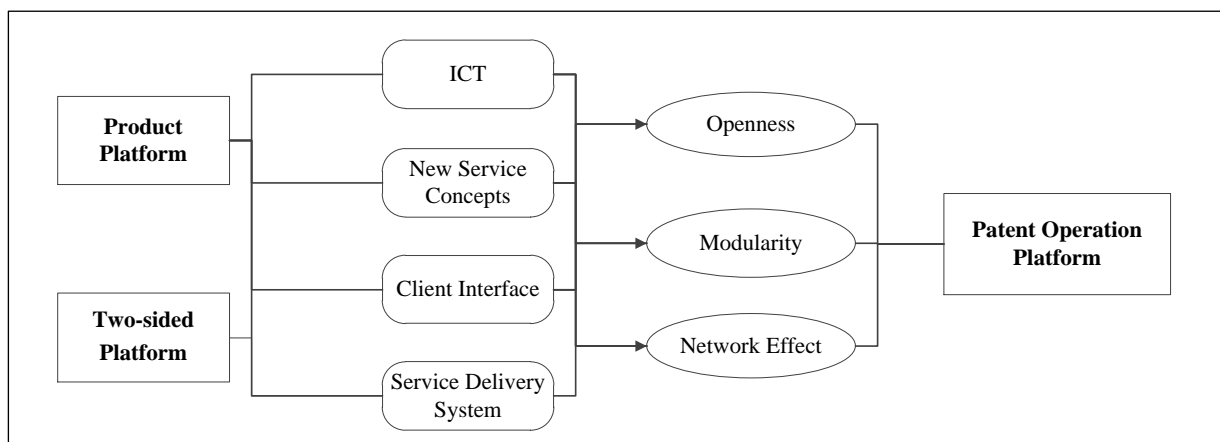 Product
Platform
Two-sided
Platform
ICT
New Service
Concepts
Client Interface
Service Delivery
System
Openness
Modularity
Network Effect
Patent Operation
Platform